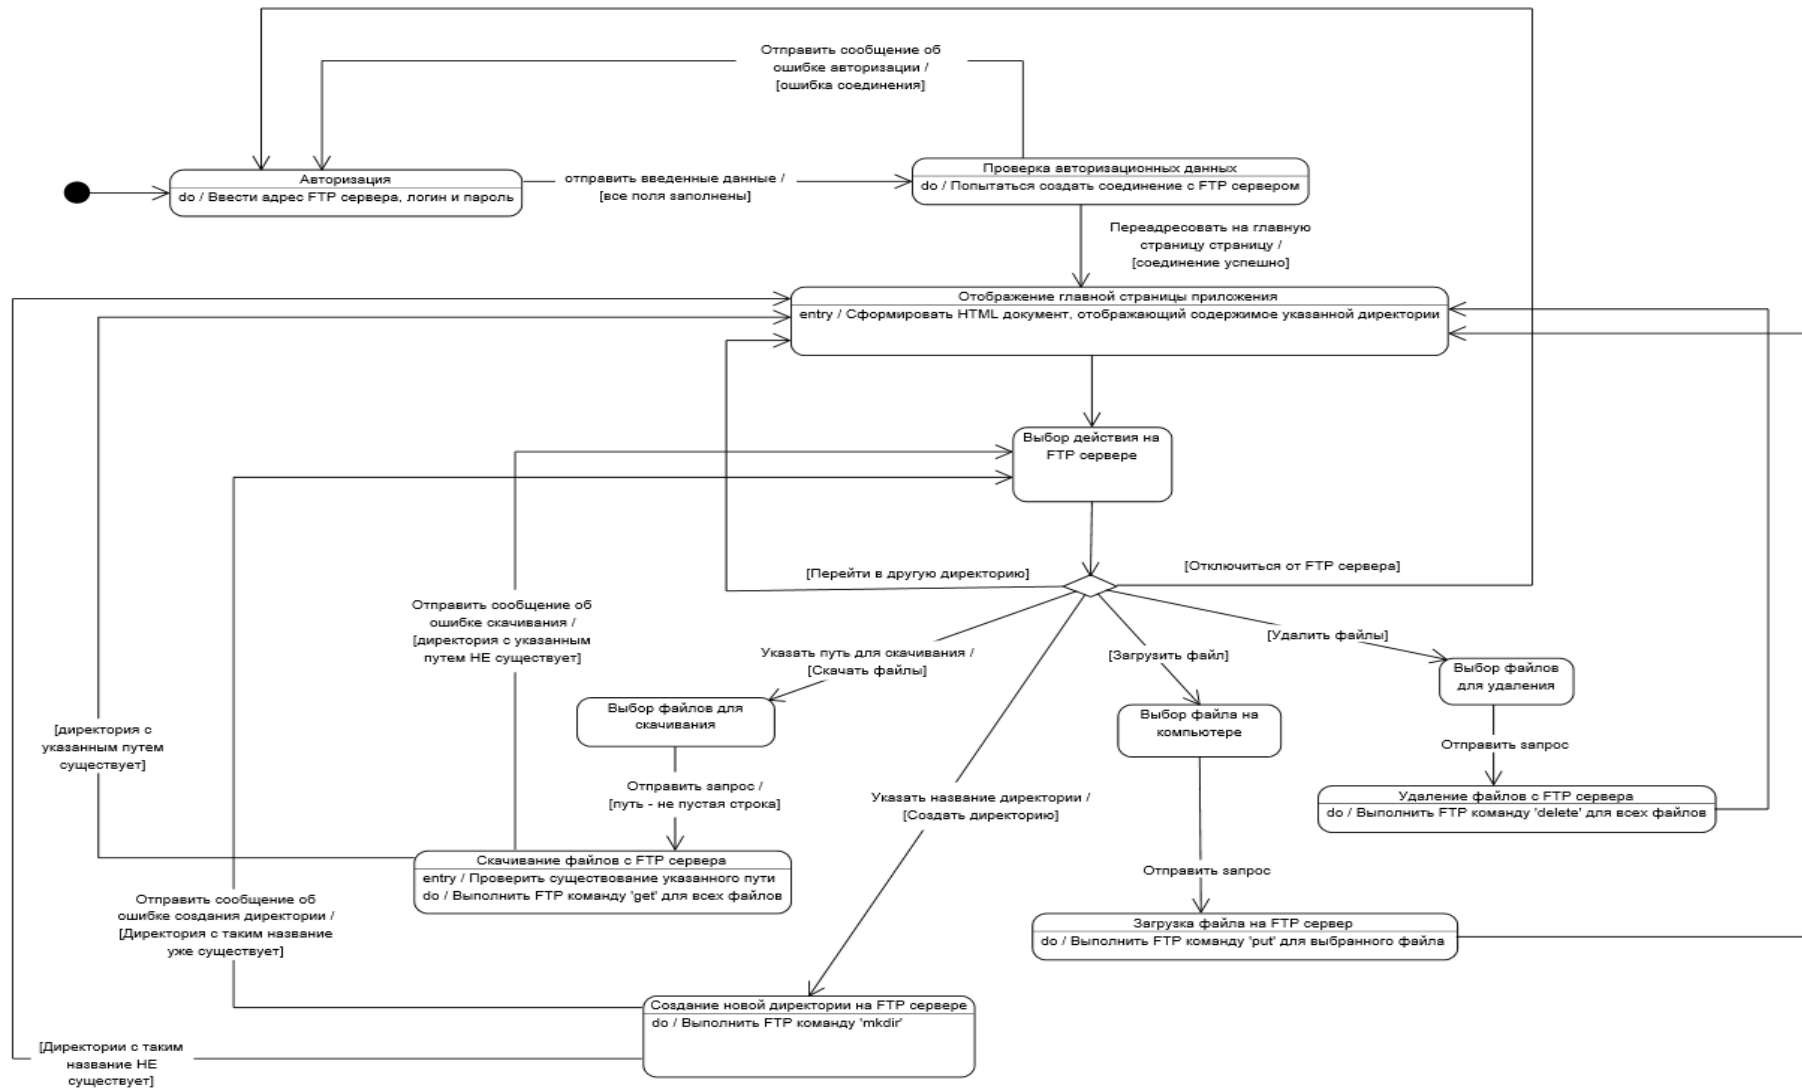 Отправить сообщение об
ошибке авторизации /
[ошибка соединения]
Авторизация
do / Ввести адрес FTP сервера, логин и пароль
отправить введенные данные /
[все поля заполнены]
Проверка авторизационных данных
do / Попытаться создать соединение с FTP сервером
Переадресовать на главную
страницу страницу /
[соединение успешно]
Отображение главной страницы приложения
entry / Сформировать HTML документ, отображающий содержимое указанной директории
Выбор действия на
FTP сервере
[Перейти в другую директорию]
[Отключиться от FTP сервера]
Отправить сообщение об
ошибке скачивания /
[директория с указанным
путем НЕ существует]
Указать путь для скачивания /
[Скачать файлы]
[Загрузить файл]
[Удалить файлы]
Выбор файлов
для удаления
Выбор файлов для
скачивания
Выбор файла на
компьютере
[директория с
указанным путем
существует]
Отправить запрос /
[путь - не пустая строка]
Указать название директории /
[Создать директорию]
Отправить запрос
Удаление файлов с FTP сервера
do / Выполнить FTP команду 'delete' для всех файлов
Скачивание файлов с FTP сервера
entry / Проверить существование указанного пути
do / Выполнить FTP команду 'get' для всех файлов
Отправить запрос
Отправить сообщение об
ошибке создания директории /
[Директория с таким название
уже существует]
Загрузка файла на FTP сервер
do / Выполнить FTP команду 'put' для выбранного файла
Создание новой директории на FTP сервере
do / Выполнить FTP команду 'mkdir'
[Директории с таким
название НЕ
существует]